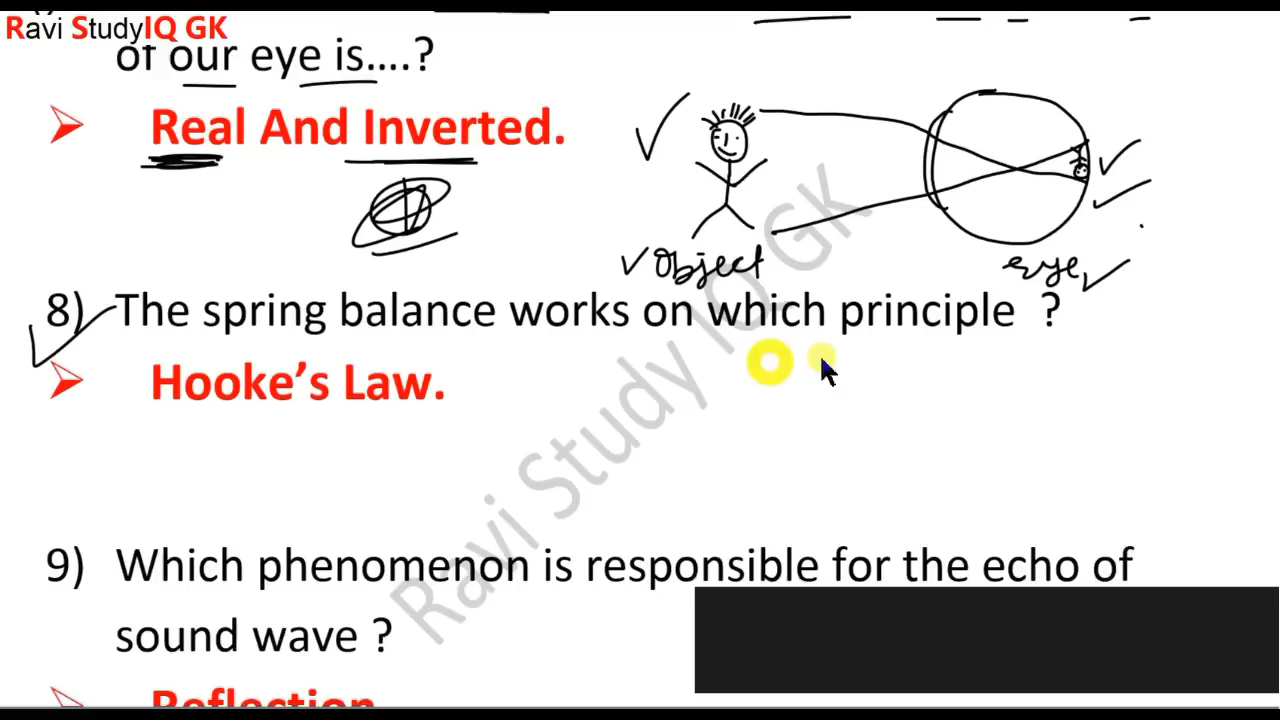 Ravi StudyIQ GK
of our eye is....?
➢ Real And Inverted.
Object
eye
8) The spring balance works on which principle ?
➢ Hooke’s Law.
Ravi Study IQ GK
9) Which phenomenon is responsible for the echo of
sound wave ?
➢ Reflection